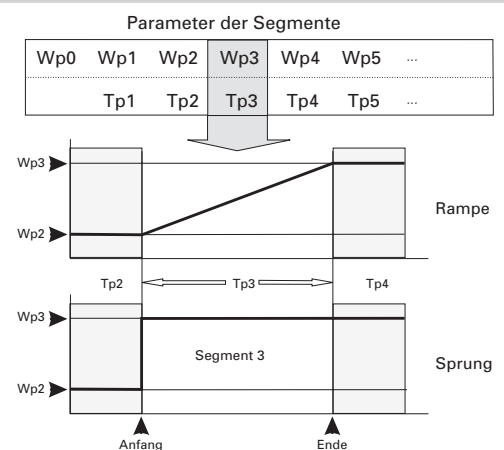 Parameter der Segmente
Wp0 Wp1 Wp2 Wp3 Wp4 Wp5 ...
Tp1 Tp2 Tp3 Tp4 Tp5 ...
Wp3
Wp2
Rampe
Tp2 Tp3 Tp4
Wp3
Segment 3
Sprung
Wp2
Anfang Ende